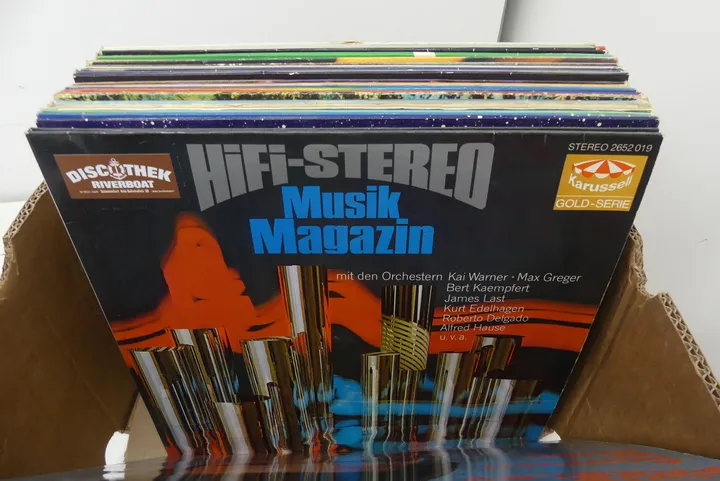 STEREO 2652 019
DISCOTHEK
RIVERBOAT
HiFi-STEREO
Karussell
GOLD-SERIE
Musik
Magazin
mit den Orchestern Kai Warner · Max Greger
Bert Kaempfert
James Last
Kurt Edelhagen
Roberto Delgado
Alfred Hause
u. v. a.